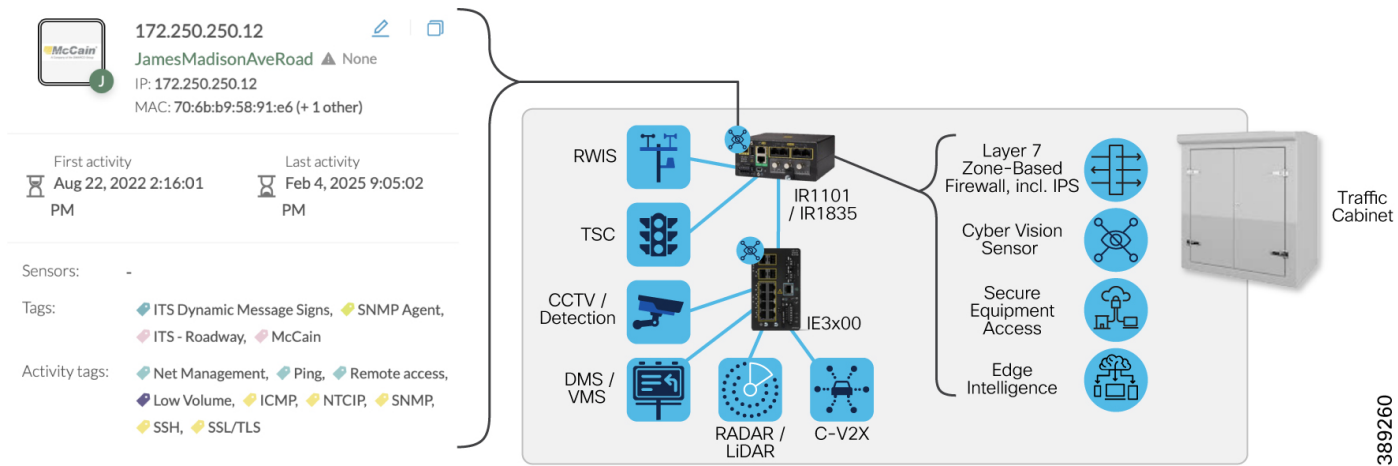 McCain
J
172.250.250.12
JamesMadisonAveRoad None
IP: 172.250.250.12
MAC: 70:6b:b9:58:91:e6 (+ 1 other)
First activity
Aug 22, 2022 2:16:01
PM
Last activity
Feb 4, 2025 9:05:02
PM
Sensors: -
Tags: ITS Dynamic Message Signs, SNMP Agent,
ITS - Roadway, McCain
Activity tags: Net Management, Ping, Remote access,
Low Volume, ICMP, NTCIP, SNMP,
SSH, SSL/TLS
RWIS
TSC
CCTV /
Detection
DMS /
VMS
RADAR /
LiDAR
C-V2X
IR1101
/ IR1835
IE3x00
Layer 7
Zone-Based
Firewall, incl. IPS
Cyber Vision
Sensor
Secure
Equipment
Access
Edge
Intelligence
Traffic
Cabinet
389260